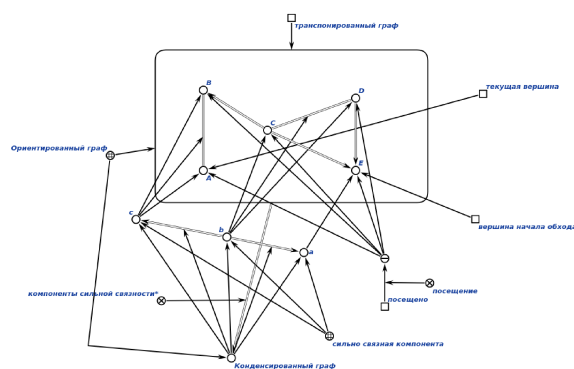 транспонированный граф
B
D
текущая вершина
C
Ориентированный граф
E
A
c
b
вершина начала обхода
a
посещение
компоненты сильной связности*
посещено
сильно связная компонента
Конденсированный граф